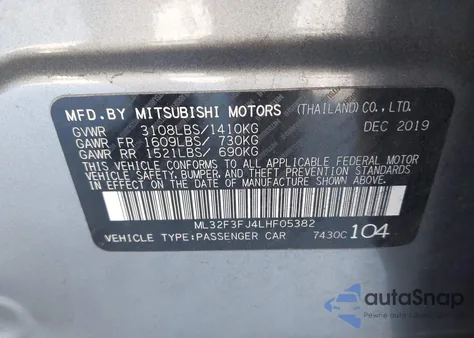 MFD.BY MITSUBISHI MOTORS (THAILAND) CO., LTD.
GVWR 3108LBS/1410KG DEC 2019
GAWR FR 1609LBS/ 730KG
GAWR RR 1521LBS/ 690KG
THIS VEHICLE CONFORMS TO ALL APPLICABLE FEDERAL MOTOR VEHICLE
SAFETY, BUMPER, AND THEFT PREVENTION STANDARDS IN EFFECT ON
THE DATE OF MANUFACTURE SHOWN ABOVE.
ML32F3FJ4LHF05382
VEHICLE TYPE:PASSENGER CAR 7430C 104
autoSnap